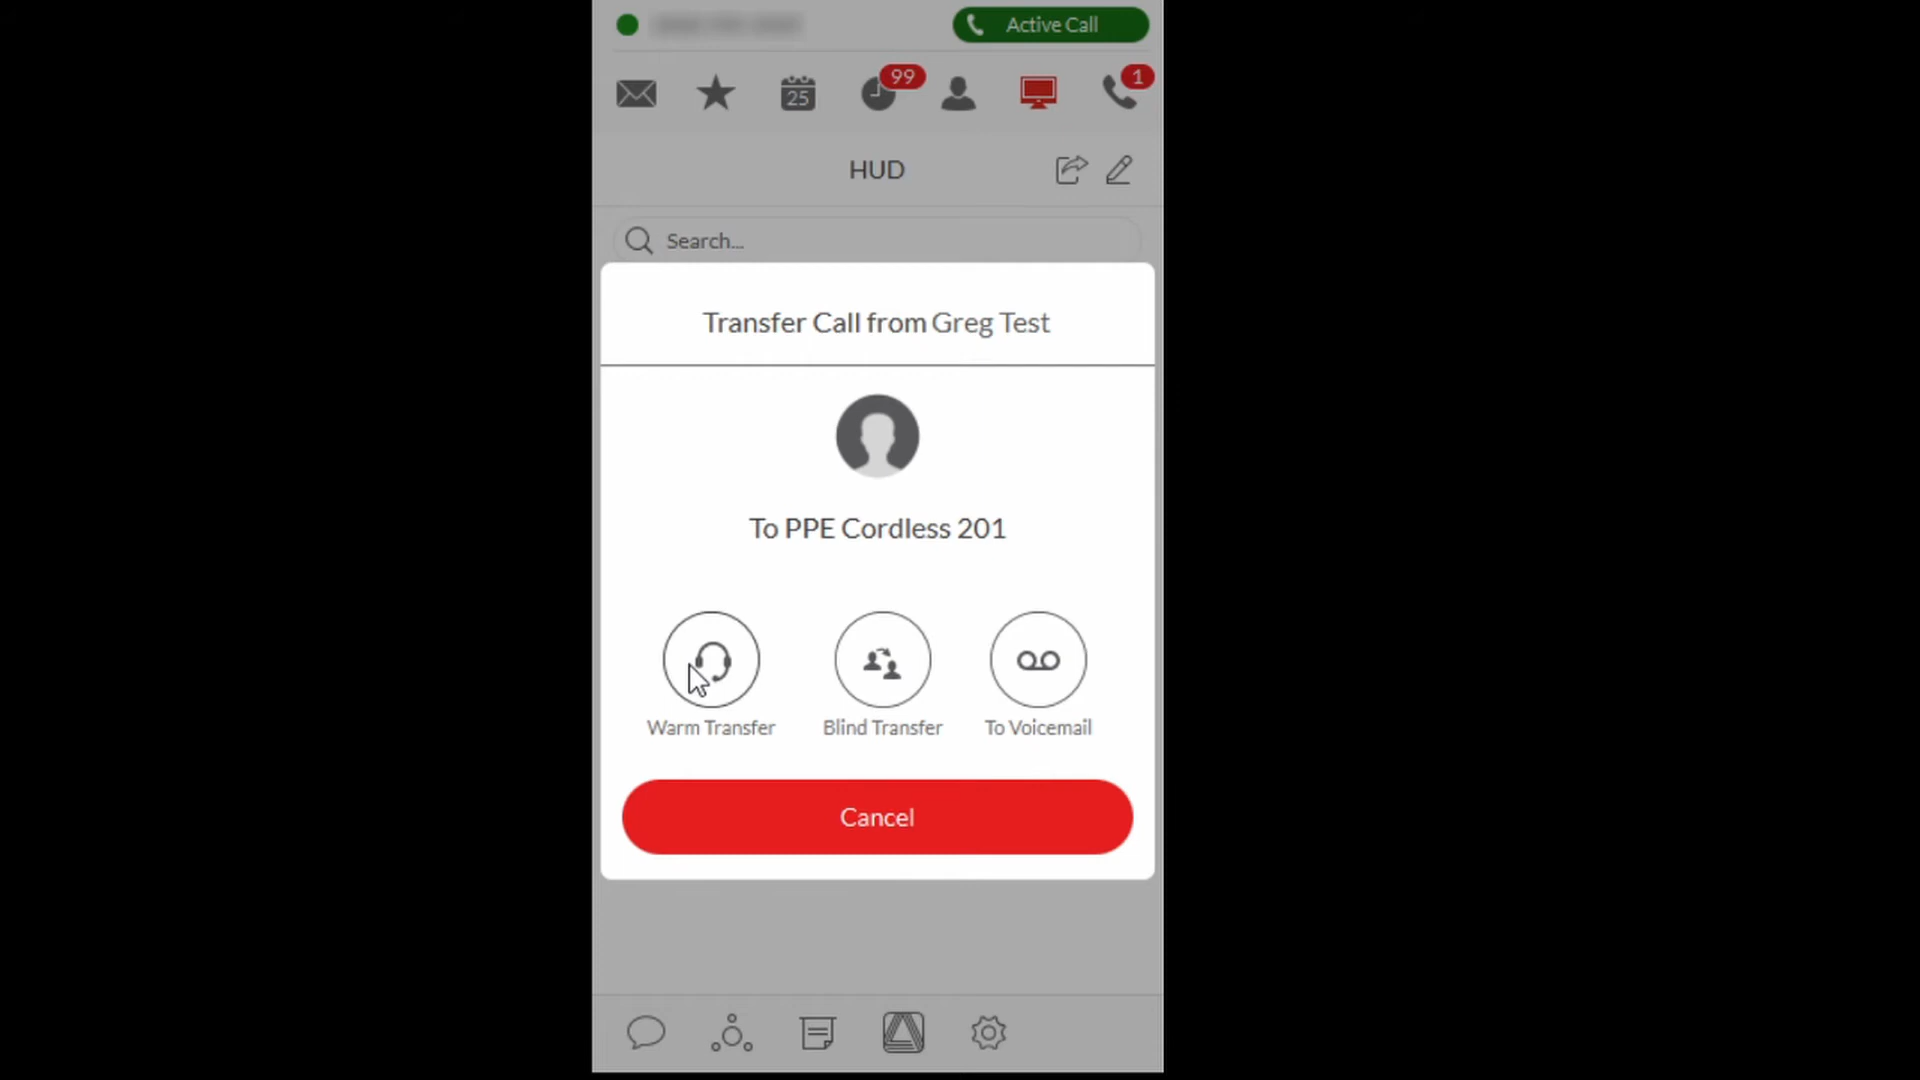 Active Call
25
99
1
HUD
Search...
Transfer Call from Greg Test
To PPE Cordless 201
Warm Transfer
Blind Transfer
To Voicemail
Cancel